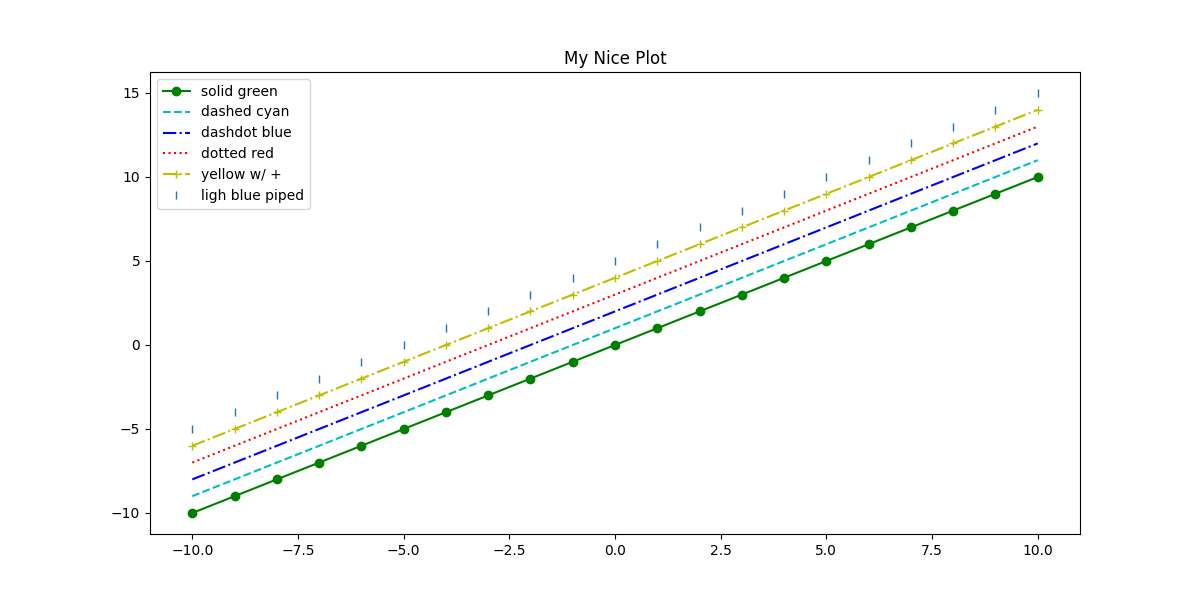 My Nice Plot
solid green
dashed cyan
dashdot blue
dotted red
yellow w/ +
ligh blue piped
15
10
5
0
−5
−10
−10.0 −7.5 −5.0 −2.5 0.0 2.5 5.0 7.5 10.0